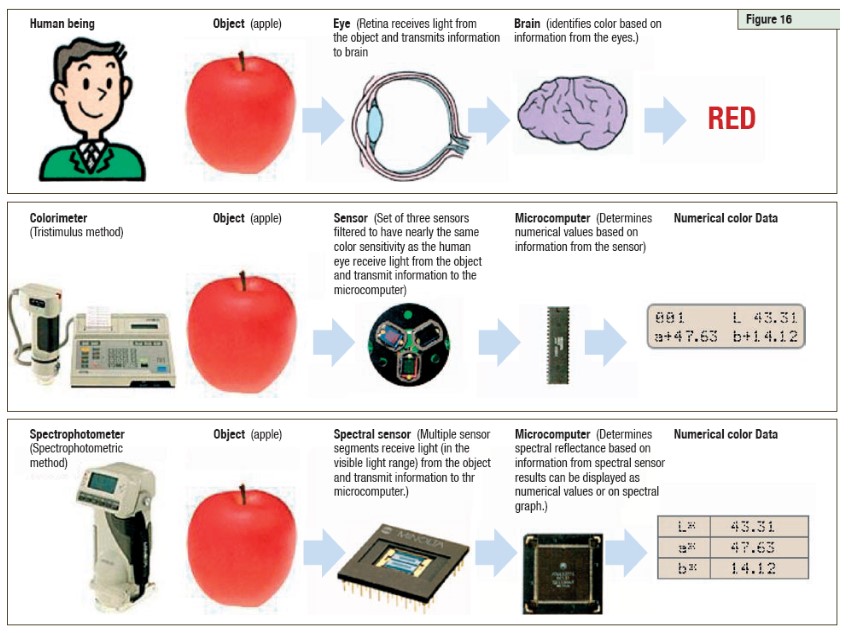 Figure 16
Human being
Object (apple)
Eye (Retina receives light from
the object and transmits information
to brain
Brain (identifies color based on
information from the eyes.)
RED
Colorimeter
(Tristimulus method)
Object (apple)
Sensor (Set of three sensors
filtered to have nearly the same
color sensitivity as the human
eye receive light from the object
and transmit information to the
microcomputer)
Microcomputer (Determines
numerical values based on
information from the sensor)
Numerical color Data
001 L 43.31
a+47.63 b+14.12
Spectrophotometer
(Spectrophotometric
method)
Object (apple)
Spectral sensor (Multiple sensor
segments receive light (in the
visible light range) from the object
and transmit information to thr
microcomputer.)
MINOLTA
Microcomputer (Determines
spectral reflectance based on
information from spectral sensor
results can be displayed as
numerical values or on spectral
graph.)
Numerical color Data
L* 43.31
a* 47.63
b* 14.12